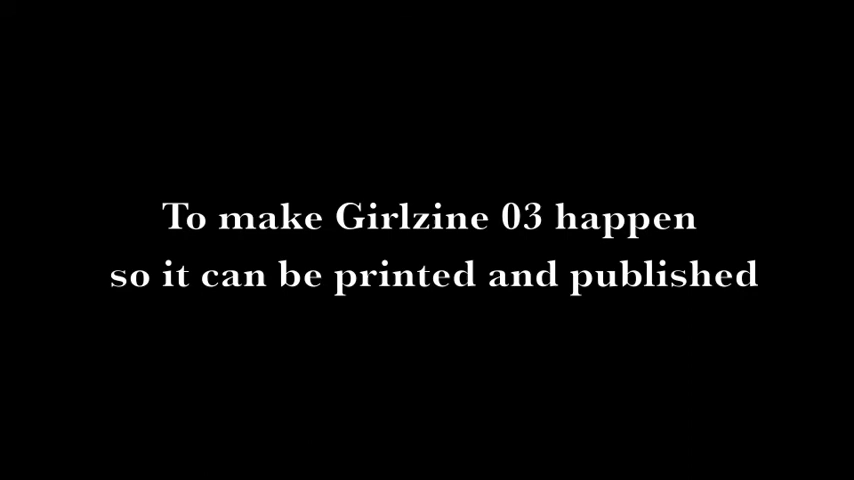 To make Girlzine 03 happen
so it can be printed and published